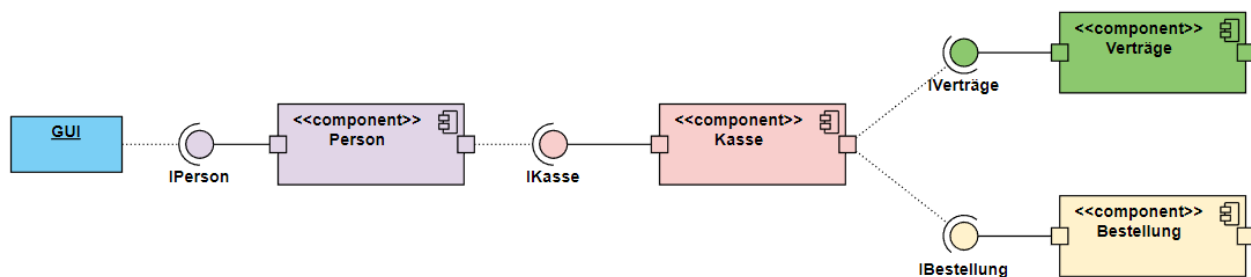 GUI
IPerson
<<component>>
Person
IKasse
<<component>>
Kasse
IVerträge
<<component>>
Verträge
IBestellung
<<component>>
Bestellung